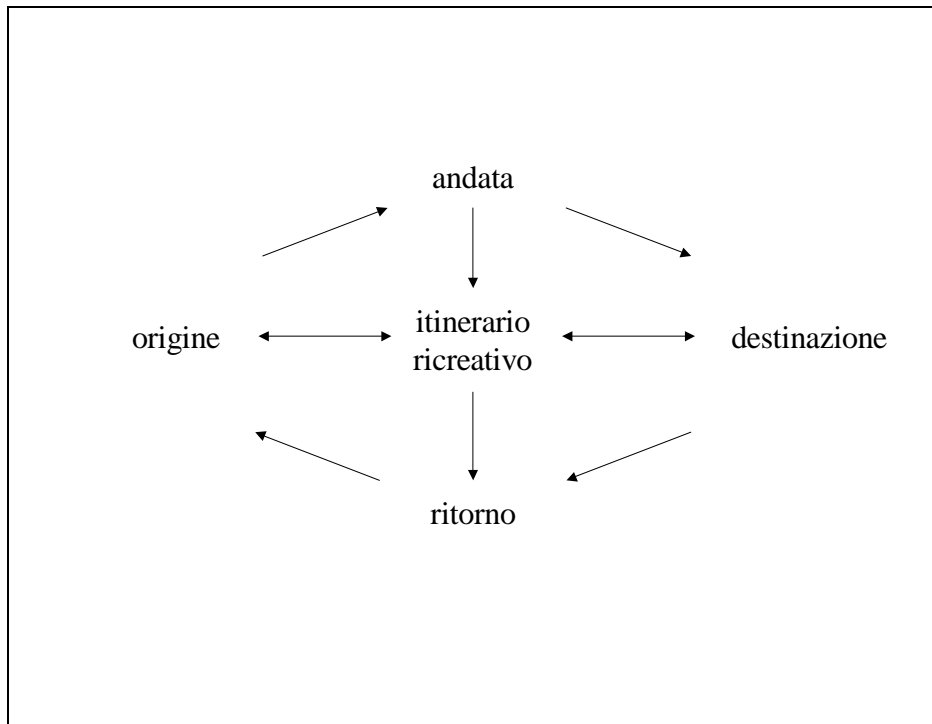 andata
origine
itinerario
ricreativo
destinazione
ritorno